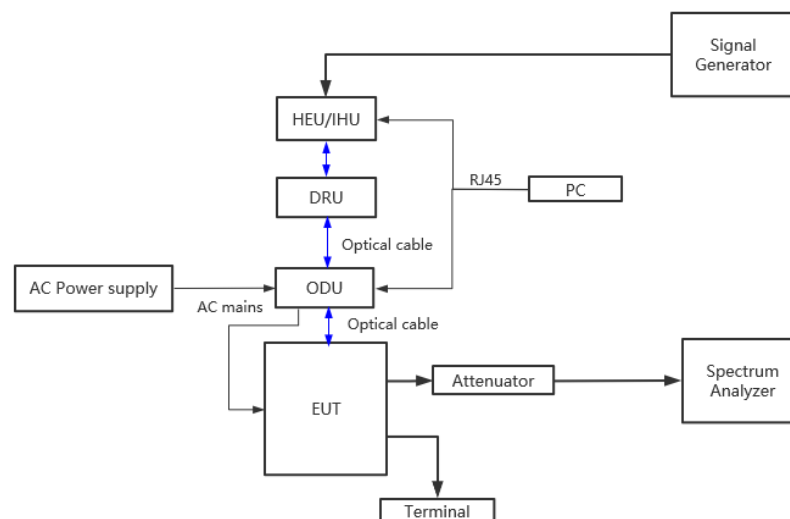 Signal
Generator
HEU/IHU
RJ45
PC
DRU
Optical cable
AC Power supply
ODU
AC mains
Optical cable
EUT
Attenuator
Spectrum
Analyzer
Terminal